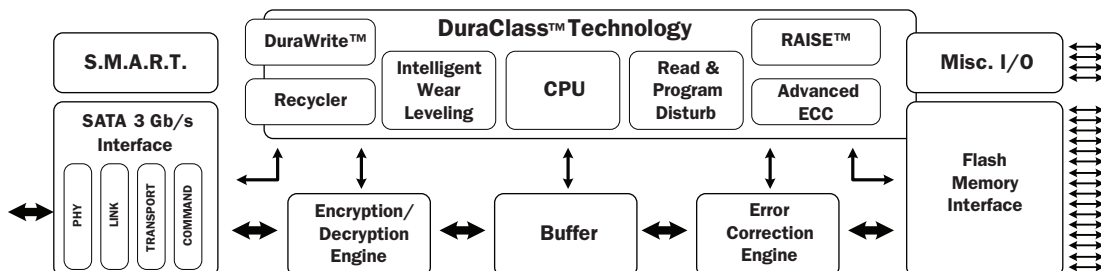 DuraClass™ Technology
DuraWrite™
Recycler
Intelligent
Wear
Leveling
CPU
Read &
Program
Disturb
RAISE™
Advanced
ECC
S.M.A.R.T.
Misc. I/O
SATA 3 Gb/s
Interface
PHY
LINK
TRANSPORT
COMMAND
Encryption/
Decryption
Engine
Buffer
Error
Correction
Engine
Flash
Memory
Interface